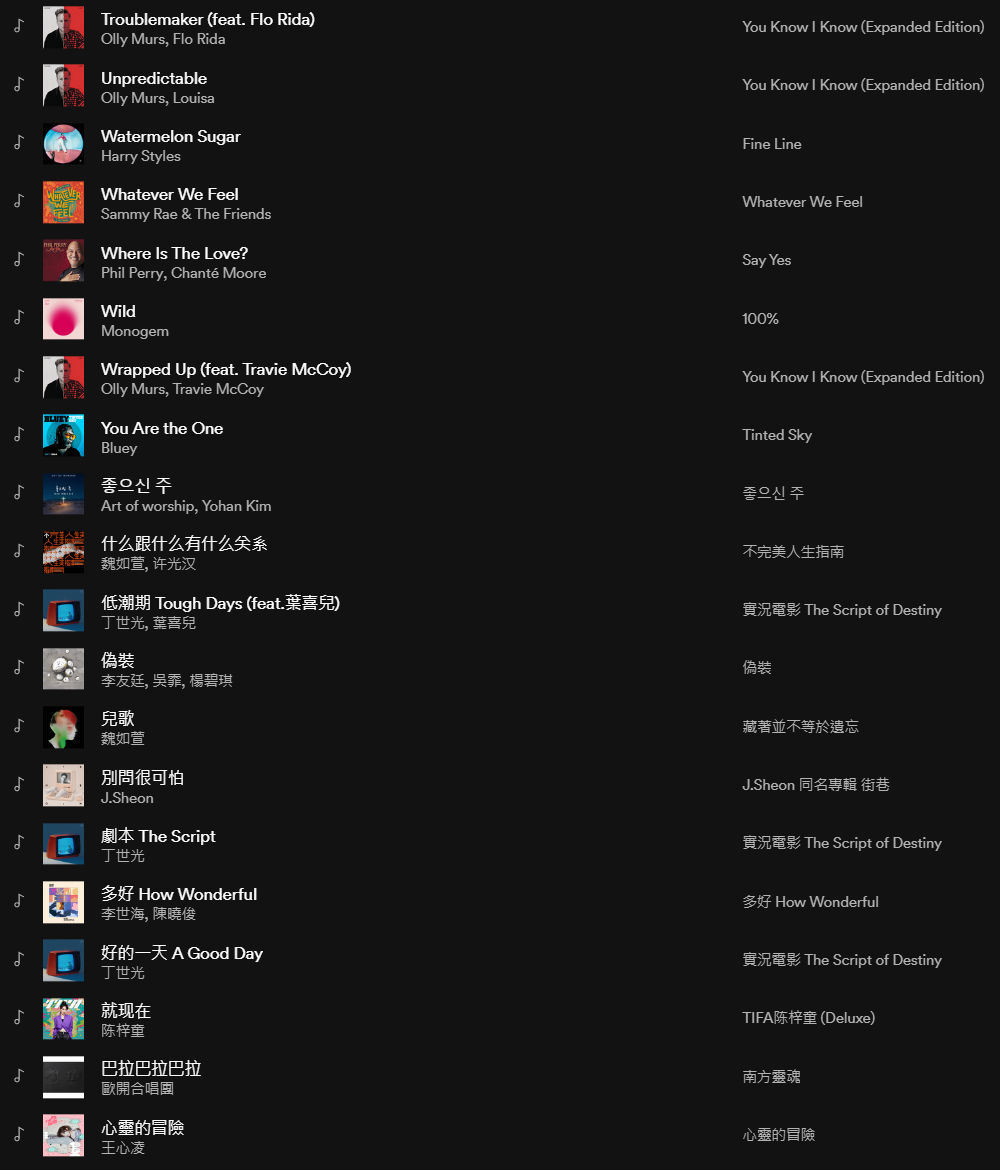 Troublemaker (feat. Flo Rida)
Olly Murs, Flo Rida
You Know I Know (Expanded Edition)
Unpredictable
Olly Murs, Louisa
You Know I Know (Expanded Edition)
Watermelon Sugar
Harry Styles
Fine Line
Whatever We Feel
Sammy Rae & The Friends
Whatever We Feel
Where Is The Love?
Phil Perry, Chanté Moore
Say Yes
Wild
Monogem
100%
Wrapped Up (feat. Travie McCoy)
Olly Murs, Travie McCoy
You Know I Know (Expanded Edition)
You Are the One
Bluey
Tinted Sky
좋으신 주
Art of worship, Yohan Kim
좋으신 주
什么跟什么有什么关系
魏如萱, 许光汉
不完美人生指南
低潮期 Tough Days (feat.葉喜兒)
丁世光, 葉喜兒
實況電影 The Script of Destiny
偽裝
李友廷, 吳霏, 楊碧琪
偽裝
兒歌
魏如萱
藏著並不等於遺忘
別問很可怕
J.Sheon
J.Sheon 同名專輯 街巷
劇本 The Script
丁世光
實況電影 The Script of Destiny
多好 How Wonderful
李世海, 陳曉俊
多好 How Wonderful
好的一天 A Good Day
丁世光
實況電影 The Script of Destiny
就现在
陈梓童
TIFA陈梓童 (Deluxe)
巴拉巴拉巴拉
歐開合唱團
南方靈魂
心靈的冒險
王心凌
心靈的冒險